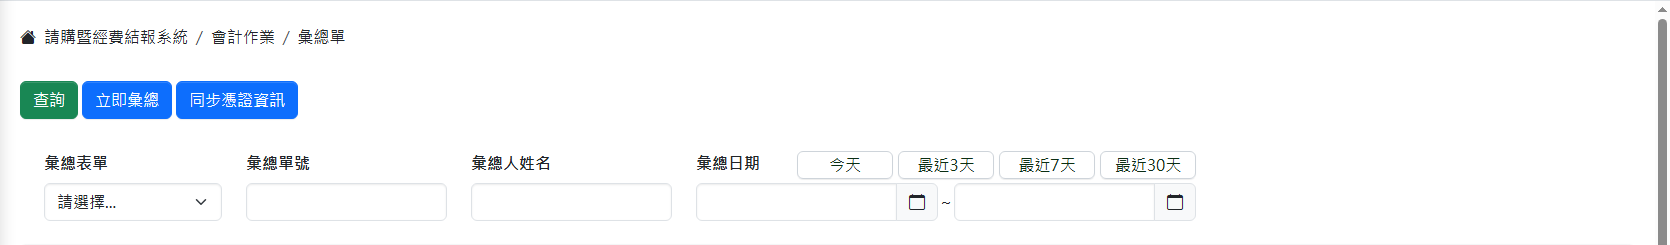 請購暨經費結報系統 / 會計作業 / 彙總單
查詢 立即彙總 同步憑證資訊
彙總表單 彙總單號 彙總人姓名 彙總日期 今天 最近3天 最近7天 最近30天
請選擇... ~